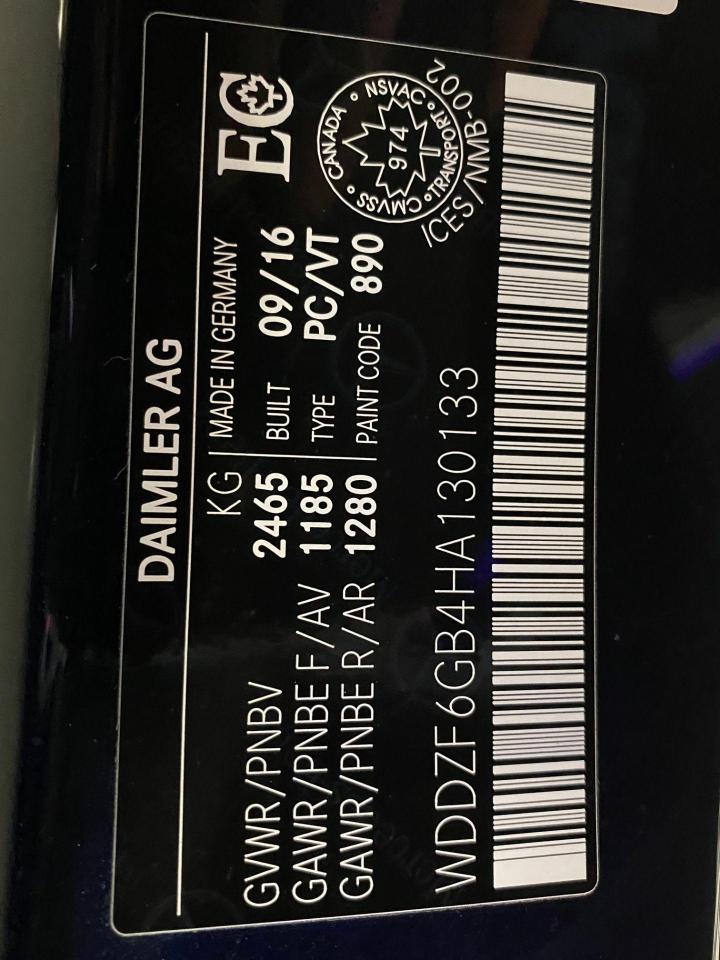 DAIMLER AG
KG | MADE IN GERMANY
GVWR/PNBV 2465 BUILT 09/16
GAWR/PNBE F/AV 1185 TYPE PC/VT
GAWR/PNBE R/AR 1280 PAINT CODE 890
EC
CANADA • NSVAC • TRANSPORT • CMVSS •
974
ICES/NMB-002
WDDZF6GB4HA130133